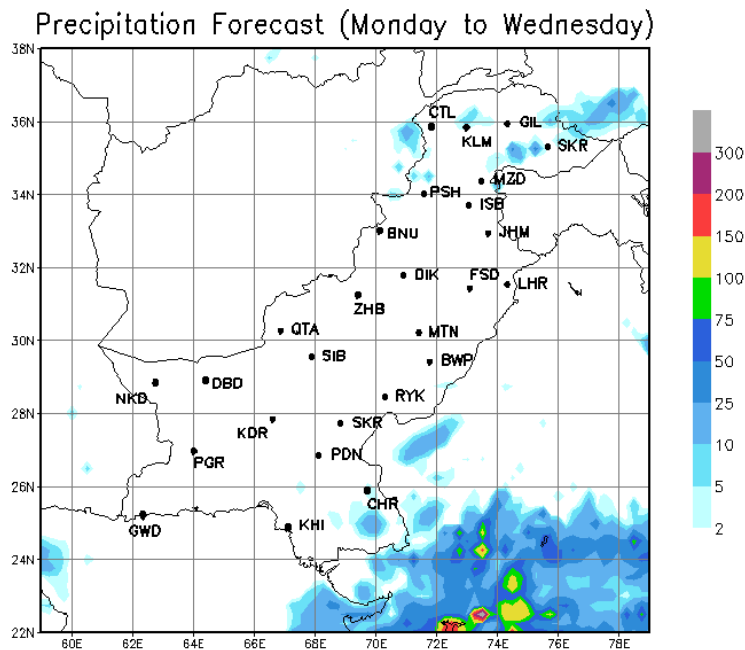 Precipitation Forecast (Monday to Wednesday)
38N
CTL
36N
KLM
GIL
SKR
MZD
34N
PSH
ISB
BNU
JHM
32N
DIK
FSD
LHR
ZHB
QTA
MTN
30N
SIB
BWP
NKD
DBD
RYK
28N
KDR
SKR
PGR
PDN
26N
CHR
GWD
KHI
24N
22N
60E 62E 64E 66E 68E 70E 72E 74E 76E 78E
300
200
150
100
75
50
25
10
5
2